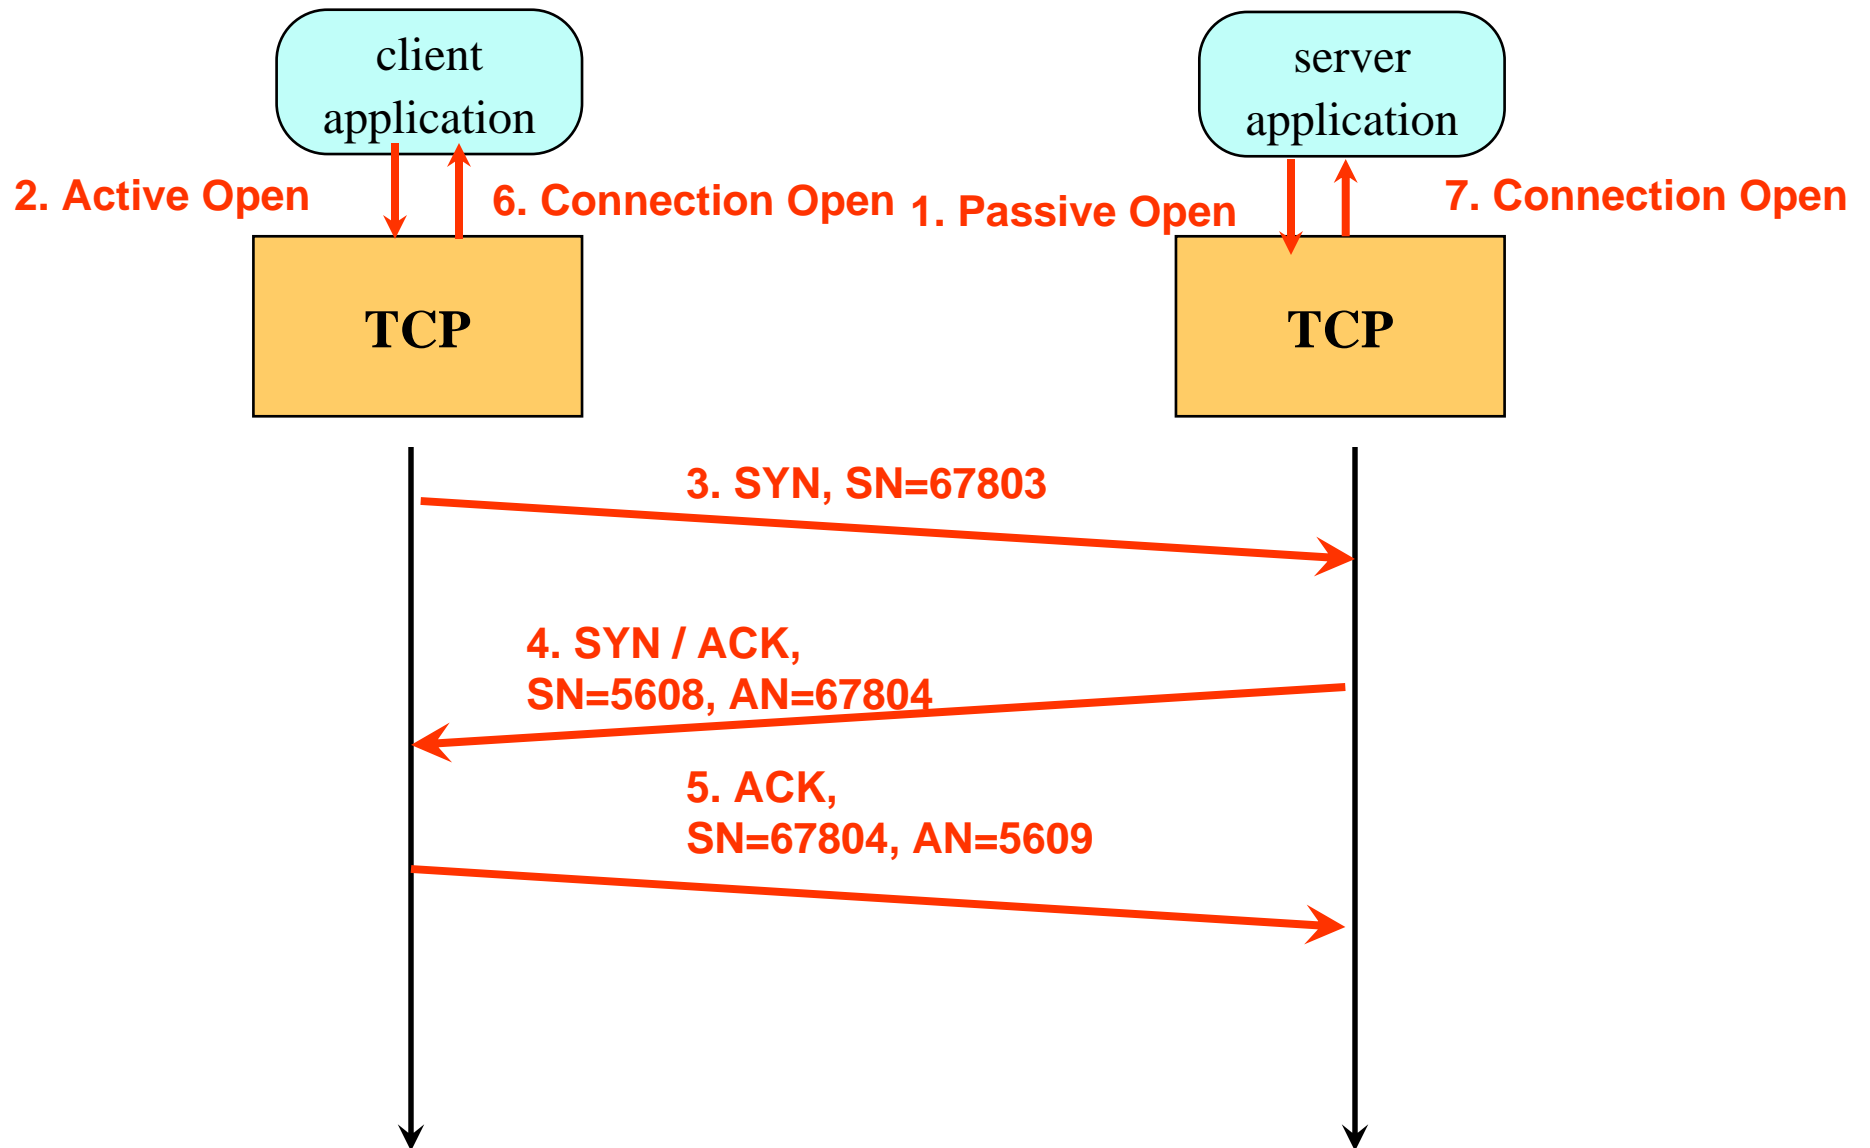 client
application
server
application
2. Active Open
6. Connection Open
1. Passive Open
7. Connection Open
TCP
TCP
3. SYN, SN=67803
4. SYN / ACK,
SN=5608, AN=67804
5. ACK,
SN=67804, AN=5609